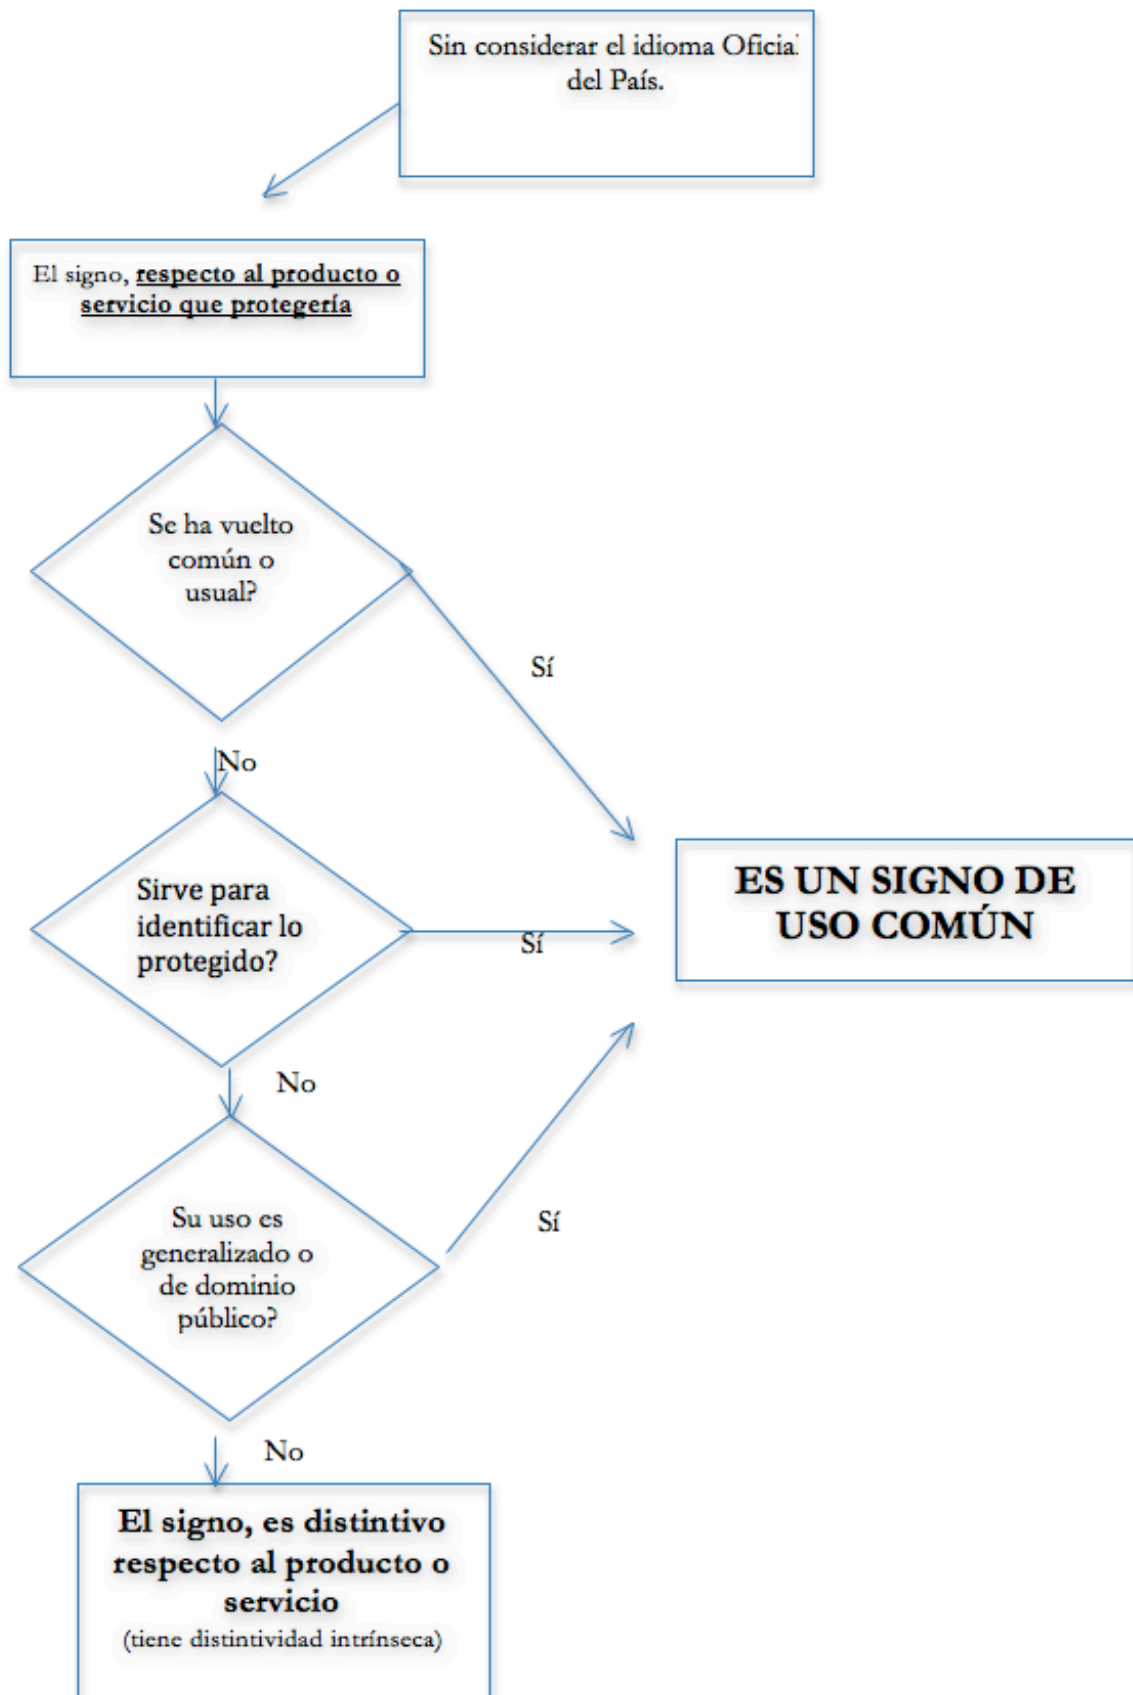 Sin considerar el idioma Oficial
del País.
El signo, respecto al producto o
servicio que protegería
Se ha vuelto
común o
usual?
Sí
No
Sirve para
identificar lo
protegido?
Sí
ES UN SIGNO DE
USO COMÚN
No
Su uso es
generalizado o
de dominio
público?
Sí
No
El signo, es distintivo
respecto al producto o
servicio
(tiene distintividad intrínseca)